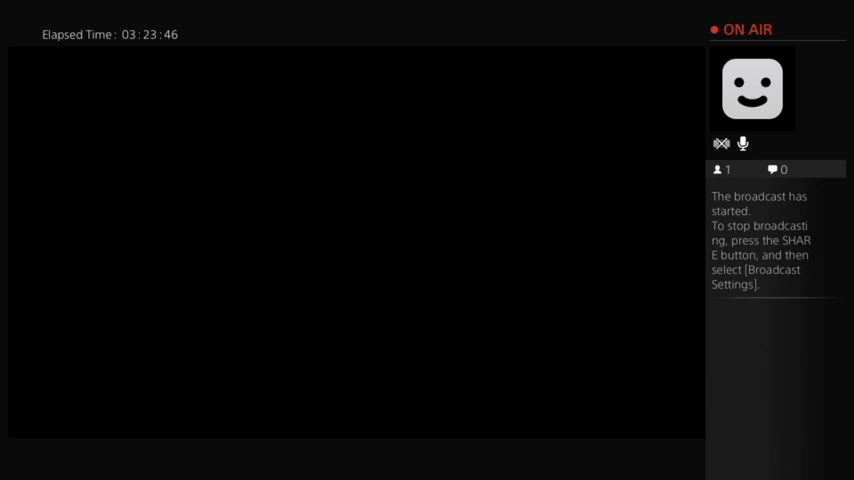 Elapsed Time: 03:23:46
ON AIR
1 0
The broadcast has
started.
To stop broadcasti
ng, press the SHAR
E button, and then
select [Broadcast
Settings].